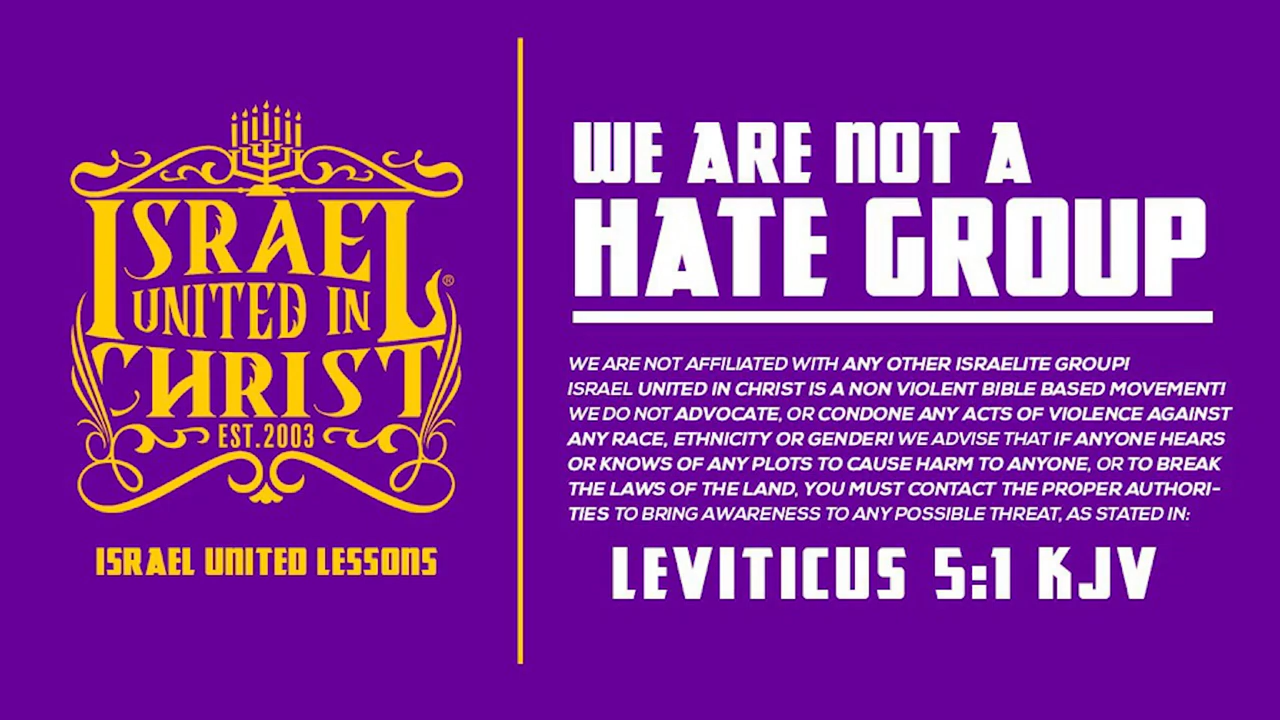 ISRAEL
UNITED IN
CHRIST
EST.2003
®
ISRAEL UNITED LESSONS
WE ARE NOT A
HATE GROUP
WE ARE NOT AFFILIATED WITH ANY OTHER ISRAELITE GROUP!
ISRAEL UNITED IN CHRIST IS A NON VIOLENT BIBLE BASED MOVEMENT!
WE DO NOT ADVOCATE, OR CONDONE ANY ACTS OF VIOLENCE AGAINST
ANY RACE, ETHNICITY OR GENDER! WE ADVISE THAT IF ANYONE HEARS
OR KNOWS OF ANY PLOTS TO CAUSE HARM TO ANYONE, OR TO BREAK
THE LAWS OF THE LAND, YOU MUST CONTACT THE PROPER AUTHORI-
TIES TO BRING AWARENESS TO ANY POSSIBLE THREAT, AS STATED IN:
LEVITICUS 5:1 KJV